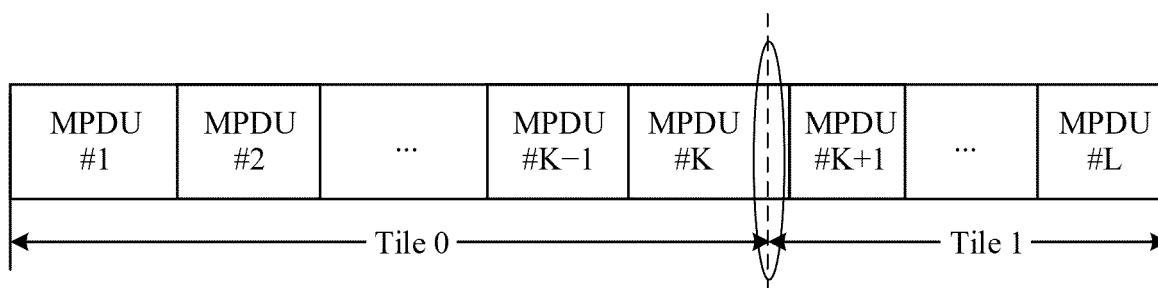 MPDU
#1
MPDU
#2
...
MPDU
#K−1
MPDU
#K
MPDU
#K+1
...
MPDU
#L
Tile 0
Tile 1